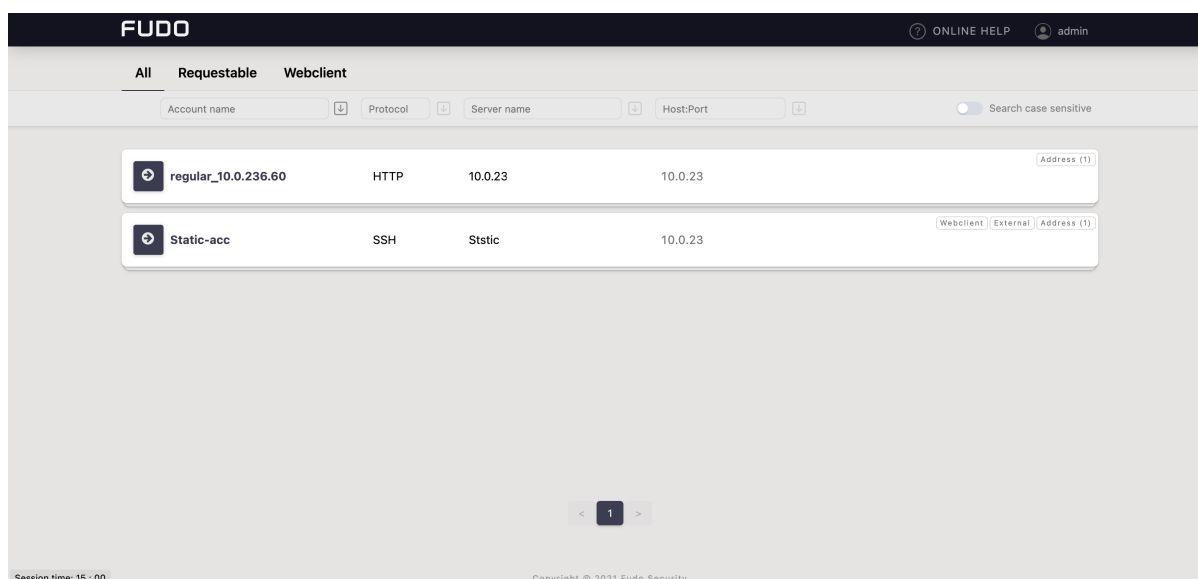 FUDO
ONLINE HELP admin
All Requestable Webclient
Account name Protocol Server name Host:Port Search case sensitive
Address (1)
regular_10.0.236.60 HTTP 10.0.23 10.0.23
Webclient External Address (1)
Static-acc SSH Ststic 10.0.23
< 1 >
Session time: 15 : 00
Copyright © 2021 Fudo Security